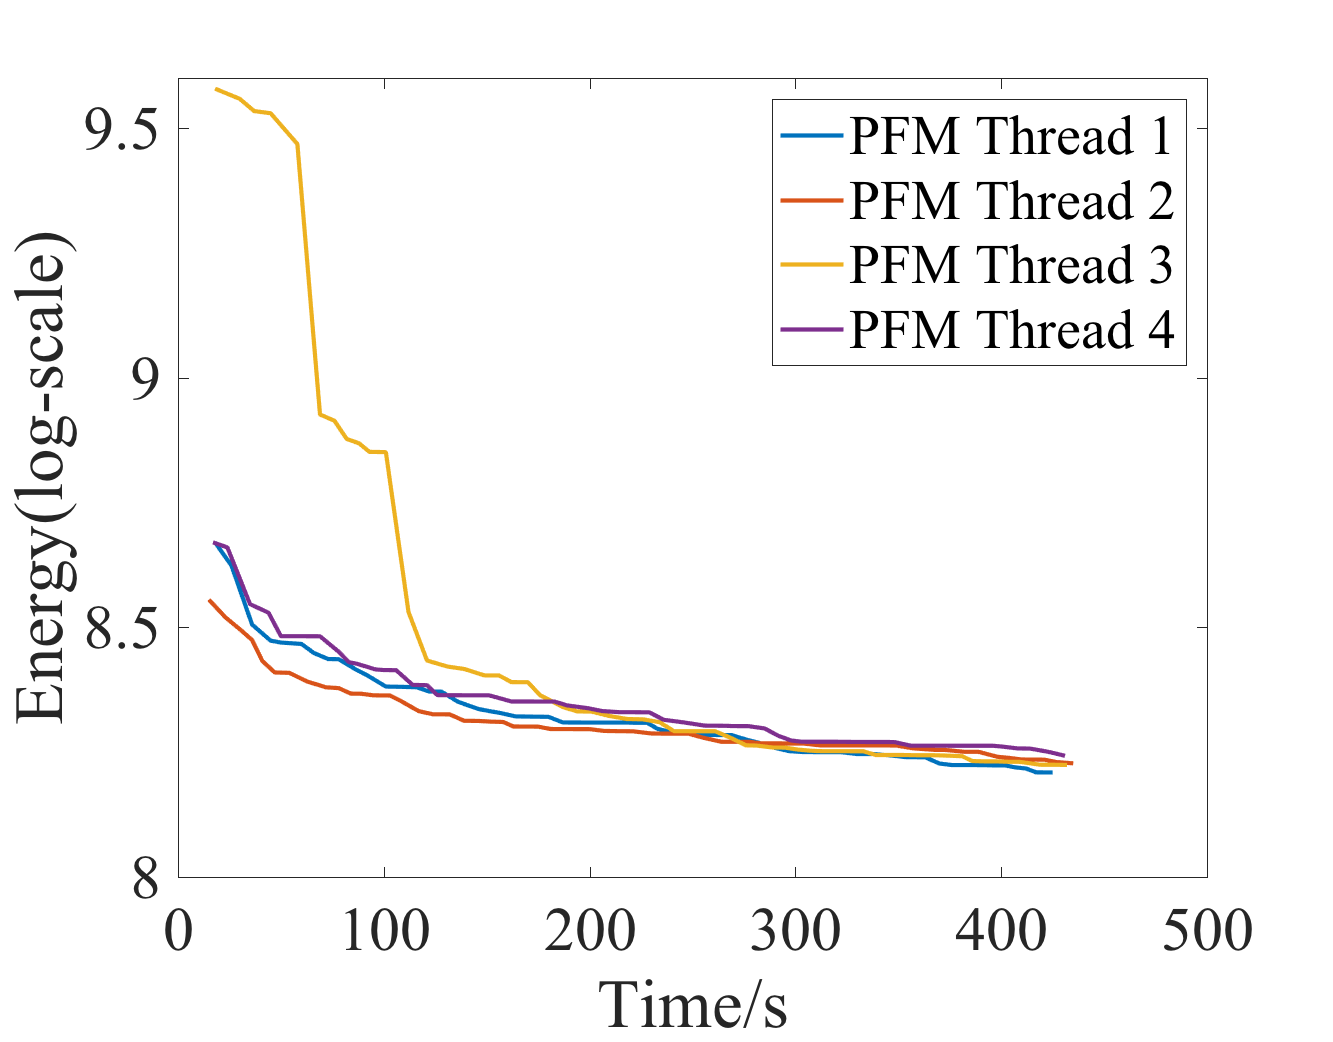 9.5
9
8.5
8
0 100 200 300 400 500
Time/s
Energy(log-scale)
PFM Thread 1
PFM Thread 2
PFM Thread 3
PFM Thread 4